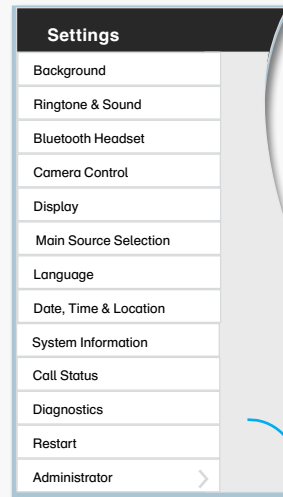 Settings
Background
Ringtone & Sound
Bluetooth Headset
Camera Control
Display
Main Source Selection
Language
Date, Time & Location
System Information
Call Status
Diagnostics
Restart
Administrator